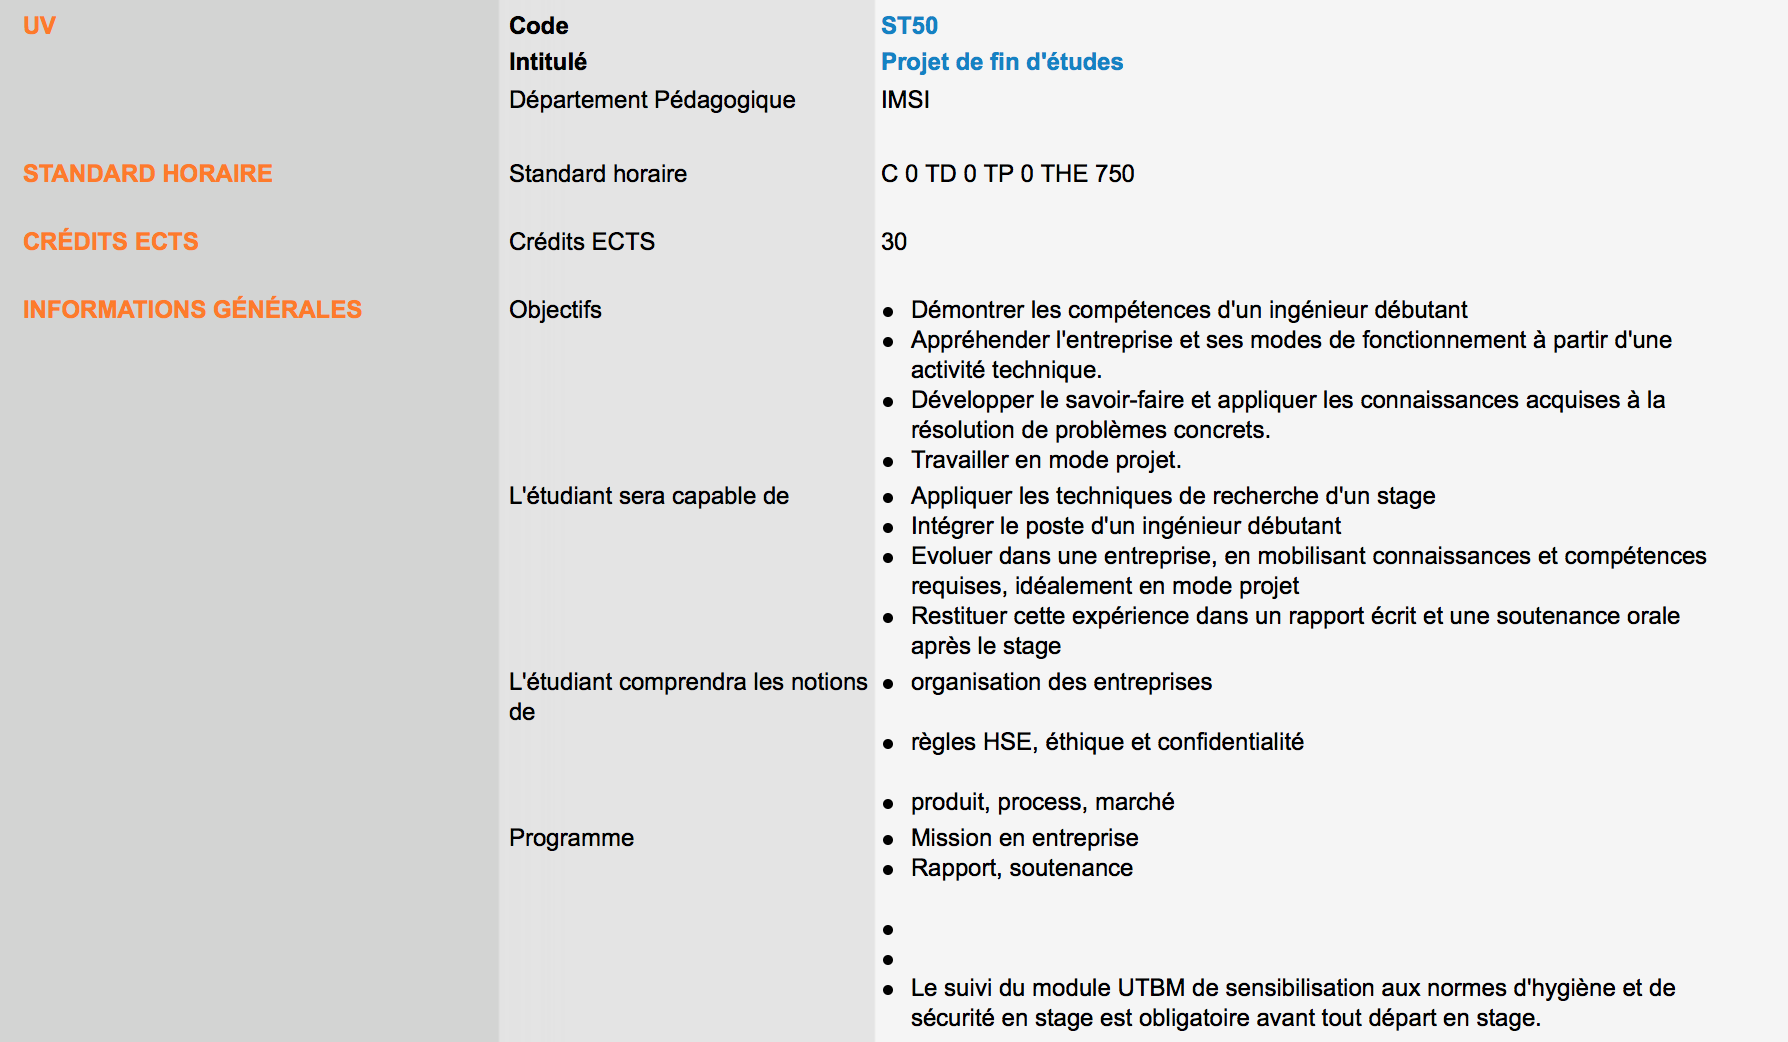 UV Code ST50
Intitulé Projet de fin d'études
Département Pédagogique IMSI
STANDARD HORAIRE Standard horaire C 0 TD 0 TP 0 THE 750
CRÉDITS ECTS Crédits ECTS 30
INFORMATIONS GÉNÉRALES Objectifs ● Démontrer les compétences d'un ingénieur débutant
● Appréhender l'entreprise et ses modes de fonctionnement à partir d'une
activité technique.
● Développer le savoir-faire et appliquer les connaissances acquises à la
résolution de problèmes concrets.
● Travailler en mode projet.
L'étudiant sera capable de ● Appliquer les techniques de recherche d'un stage
● Intégrer le poste d'un ingénieur débutant
● Evoluer dans une entreprise, en mobilisant connaissances et compétences
requises, idéalement en mode projet
● Restituer cette expérience dans un rapport écrit et une soutenance orale
après le stage
L'étudiant comprendra les notions ● organisation des entreprises
de
● règles HSE, éthique et confidentialité
● produit, process, marché
Programme ● Mission en entreprise
● Rapport, soutenance
●
●
● Le suivi du module UTBM de sensibilisation aux normes d'hygiène et de
sécurité en stage est obligatoire avant tout départ en stage.